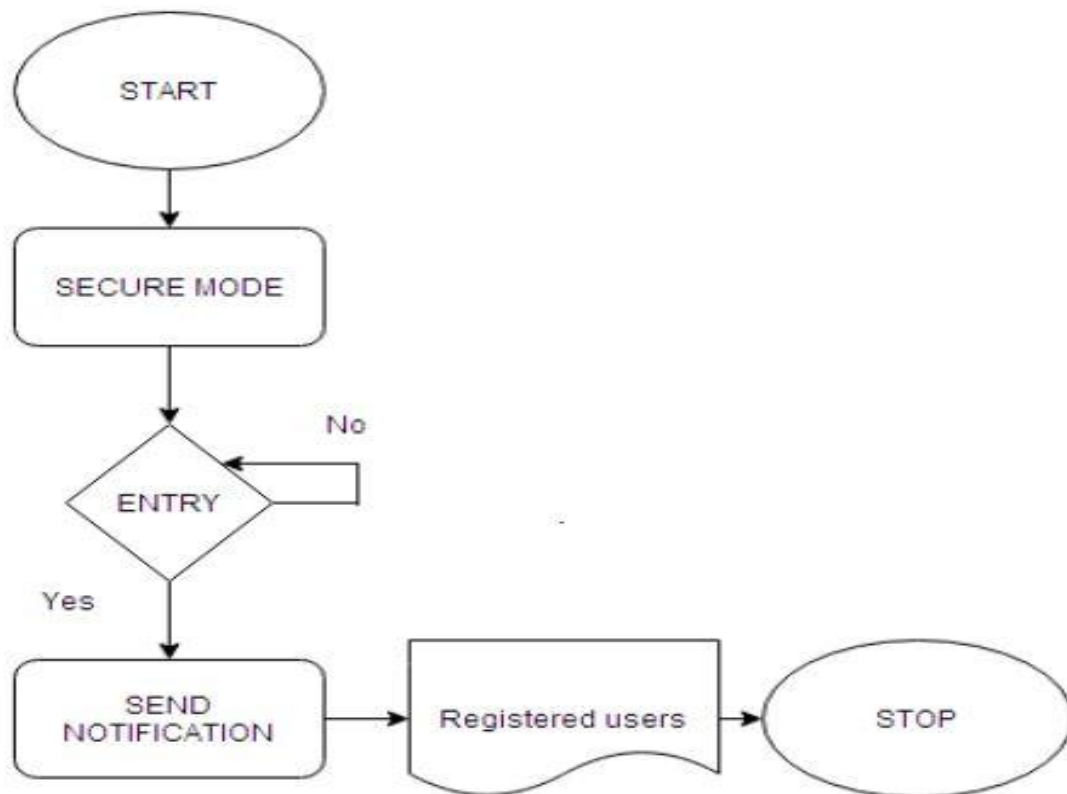 START
SECURE MODE
No
ENTRY
Yes
SEND
NOTIFICATION
Registered users
STOP